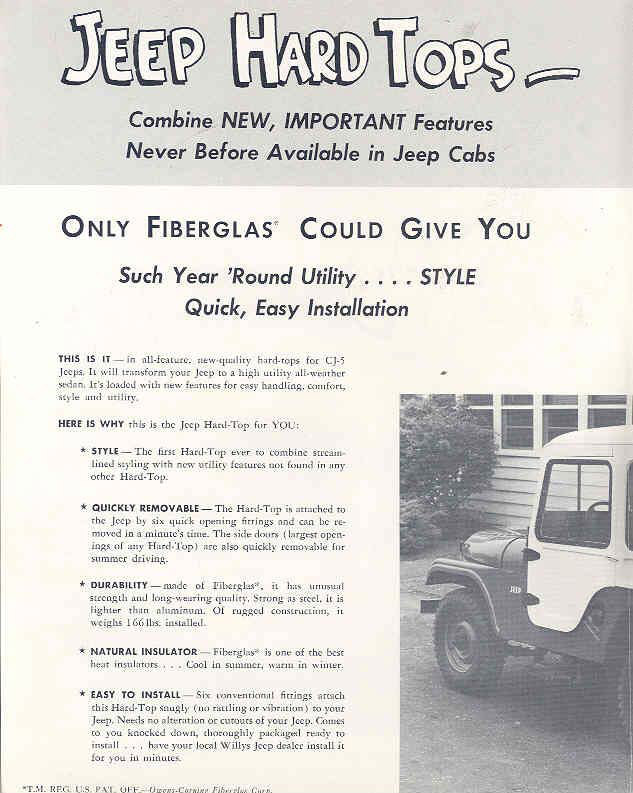 JEEP HARD TOPS—
Combine NEW, IMPORTANT Features
Never Before Available in Jeep Cabs
ONLY FIBERGLAS* COULD GIVE YOU
Such Year 'Round Utility . . . . STYLE
Quick, Easy Installation
THIS IS IT — in all-feature, new-quality hard-tops for CJ-5
Jeeps. It will transform your Jeep to a high utility all-weather
sedan. It's loaded with new features for easy handling, comfort,
style and utility.
HERE IS WHY this is the Jeep Hard-Top for YOU:
* STYLE — The first Hard-Top ever to combine stream-
lined styling with new utility features not found in any
other Hard-Top.
* QUICKLY REMOVABLE — The Hard-Top is attached to
the Jeep by six quick opening fittings and can be re-
moved in a minute's time. The side doors (largest open-
ings of any Hard-Top) are also quickly removable for
summer driving.
* DURABILITY — made of Fiberglas*, it has unusual
strength and long-wearing quality. Strong as steel, it is
lighter than aluminum. Of rugged construction, it
weighs 166 lbs. installed.
* NATURAL INSULATOR — Fiberglas* is one of the best
heat insulators . . . Cool in summer, warm in winter.
* EASY TO INSTALL — Six conventional fittings attach
this Hard-Top snugly (no rattling or vibration) to your
Jeep. Needs no alteration or cutouts of your Jeep. Comes
to you knocked down, thoroughly packaged ready to
install . . . have your local Willys Jeep dealer install it
for you in minutes.
*T.M. REG. U.S. PAT. OFF.—Owens-Corning Fiberglas Corp.
JEEP